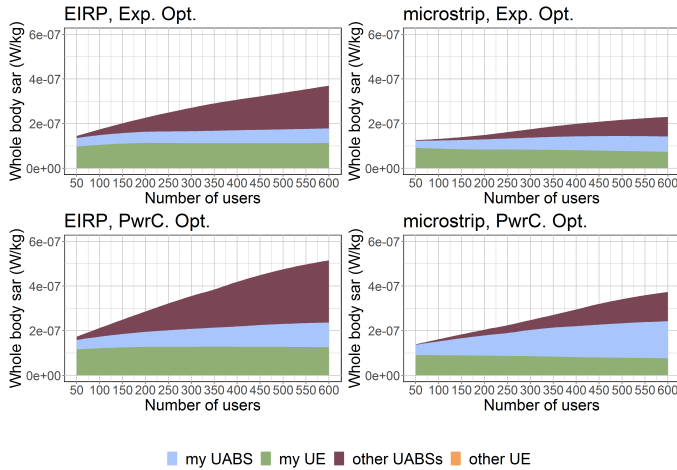 EIRP, Exp. Opt.
Whole body sar (W/kg)
6e-07
4e-07
2e-07
0e+00
50 100 150 200 250 300 350 400 450 500 550 600
Number of users
microstrip, Exp. Opt.
Whole body sar (W/kg)
6e-07
4e-07
2e-07
0e+00
50 100 150 200 250 300 350 400 450 500 550 600
Number of users
EIRP, PwrC. Opt.
Whole body sar (W/kg)
6e-07
4e-07
2e-07
0e+00
50 100 150 200 250 300 350 400 450 500 550 600
Number of users
microstrip, PwrC. Opt.
Whole body sar (W/kg)
6e-07
4e-07
2e-07
0e+00
50 100 150 200 250 300 350 400 450 500 550 600
Number of users
my UABS my UE other UABSs other UE